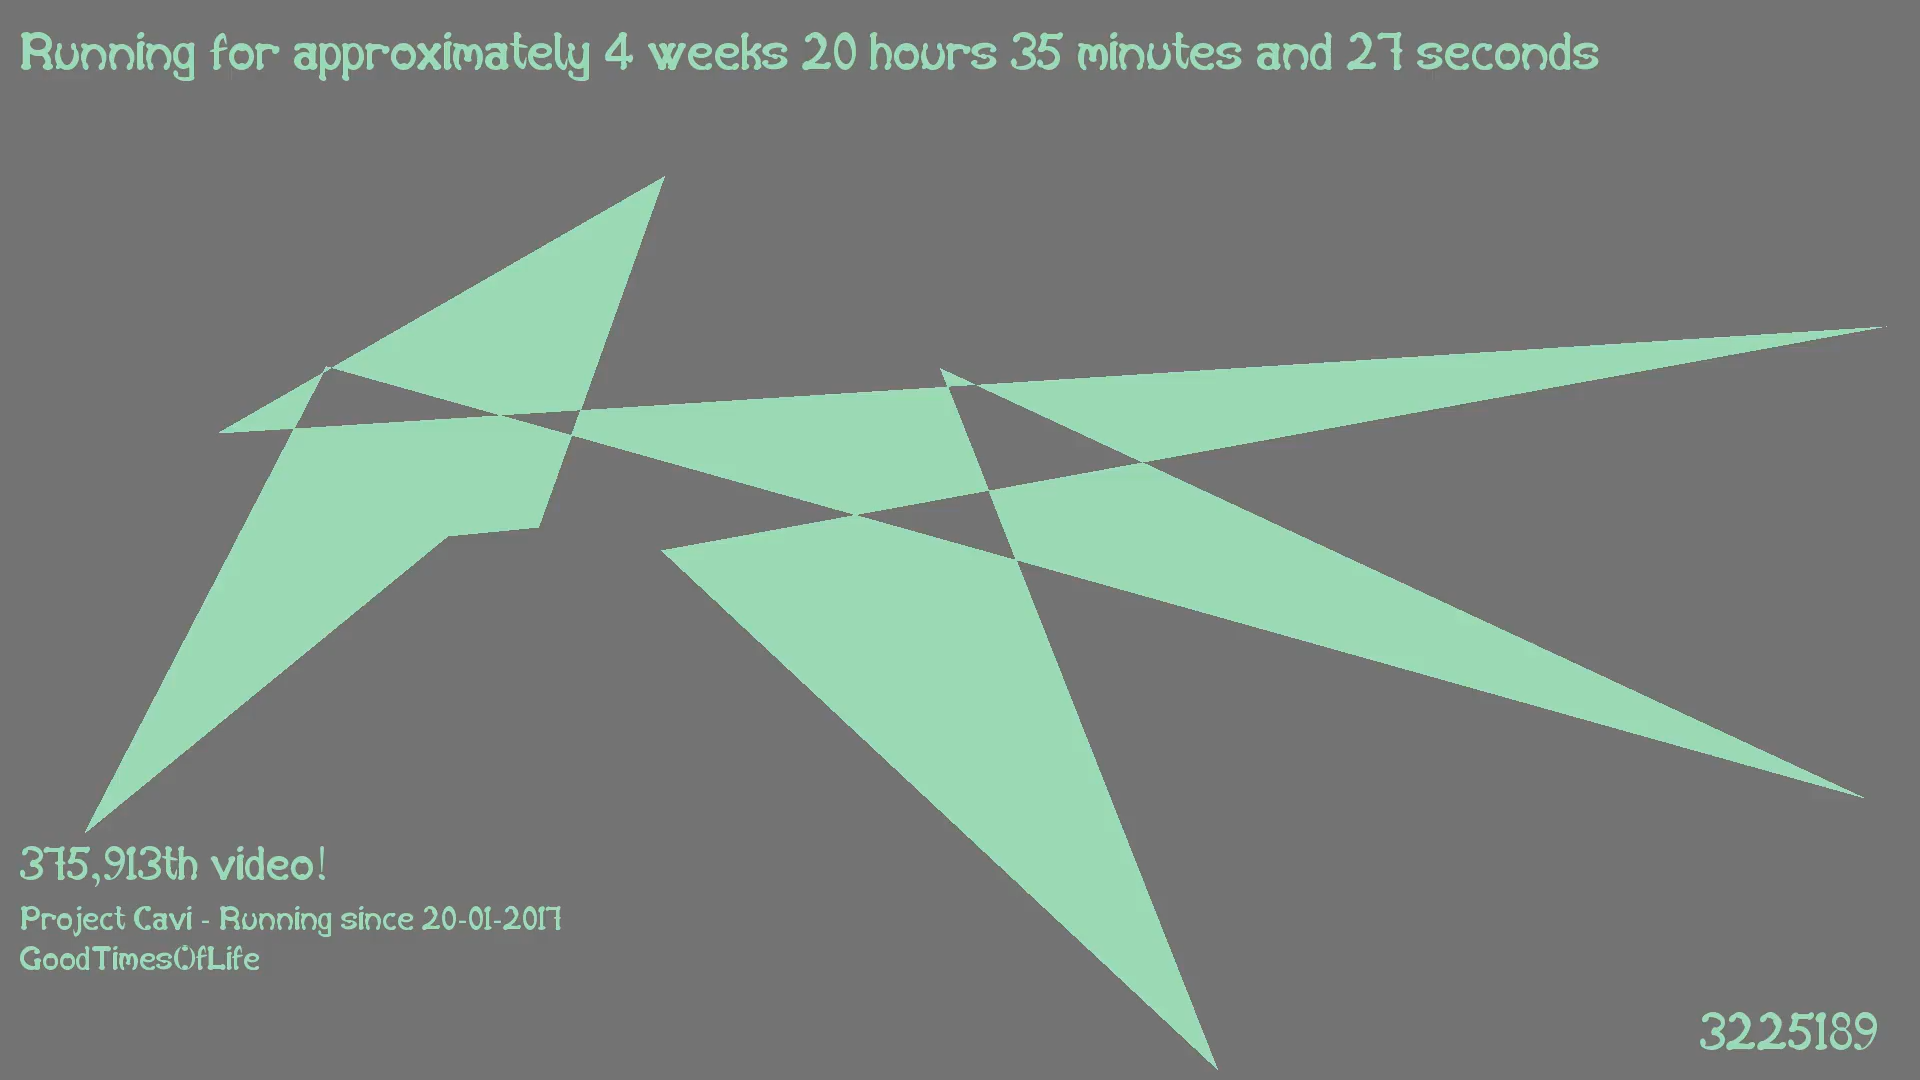 Running for approximately 4 weeks 20 hours 35 minutes and 27 seconds
375,913th video!
Project Cavi - Running since 20-01-2017
GoodTimesOfLife
3225189